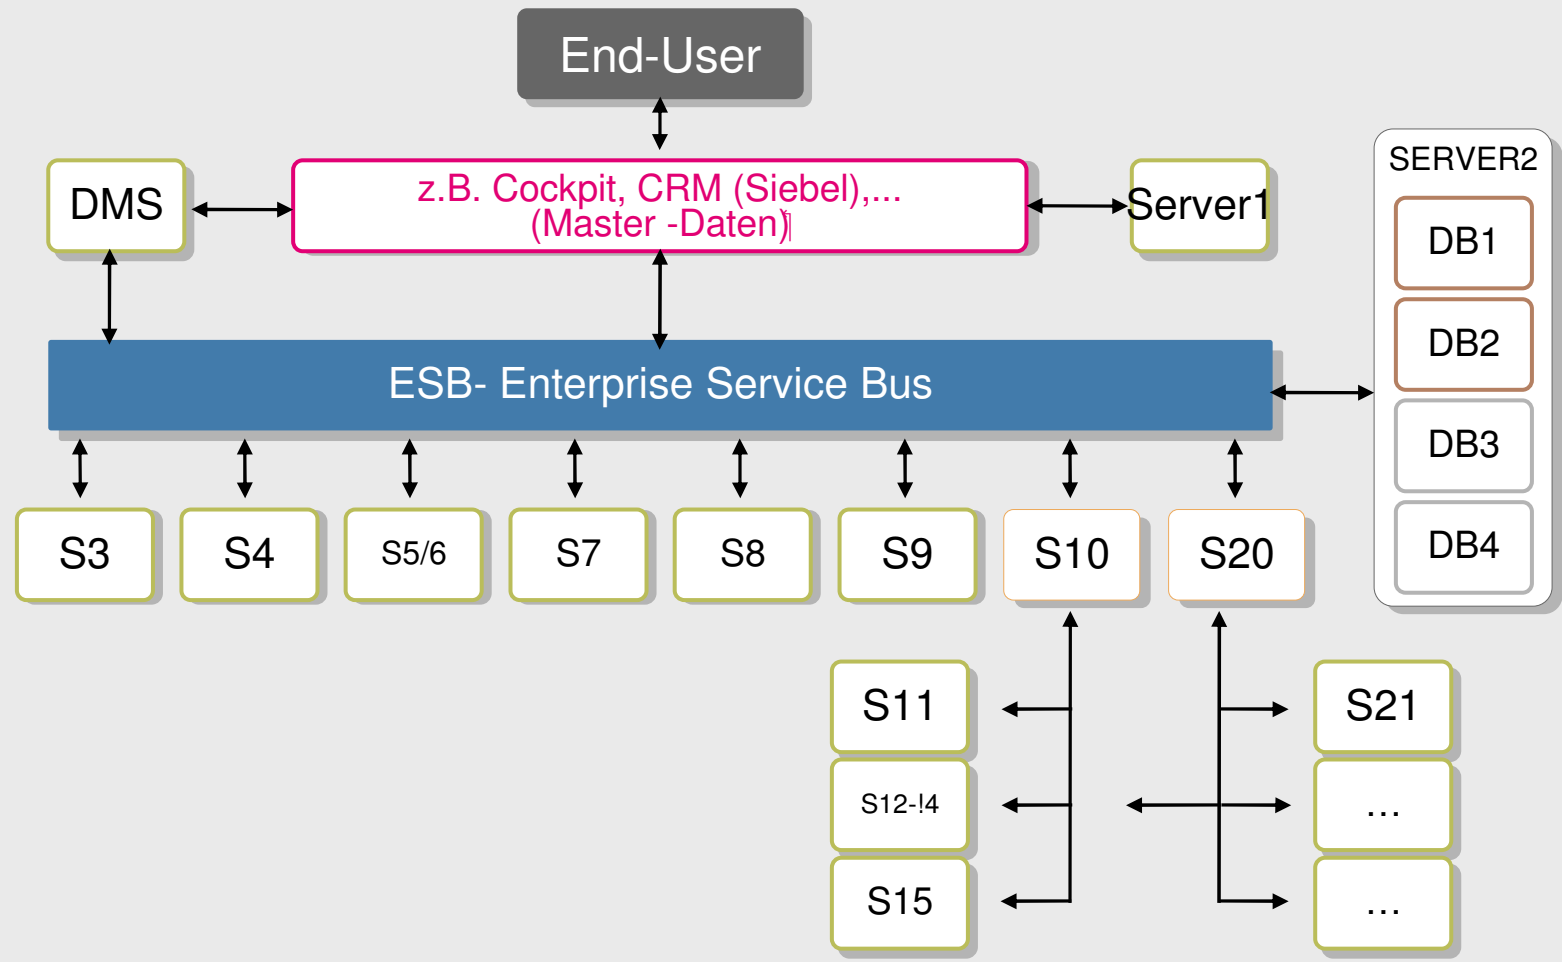 End-User
DMS
z.B. Cockpit, CRM (Siebel),...
(Master -Daten)
Server1
SERVER2
DB1
DB2
DB3
DB4
ESB- Enterprise Service Bus
S3
S4
S5/6
S7
S8
S9
S10
S20
S11
S21
S12-!4
...
S15
...